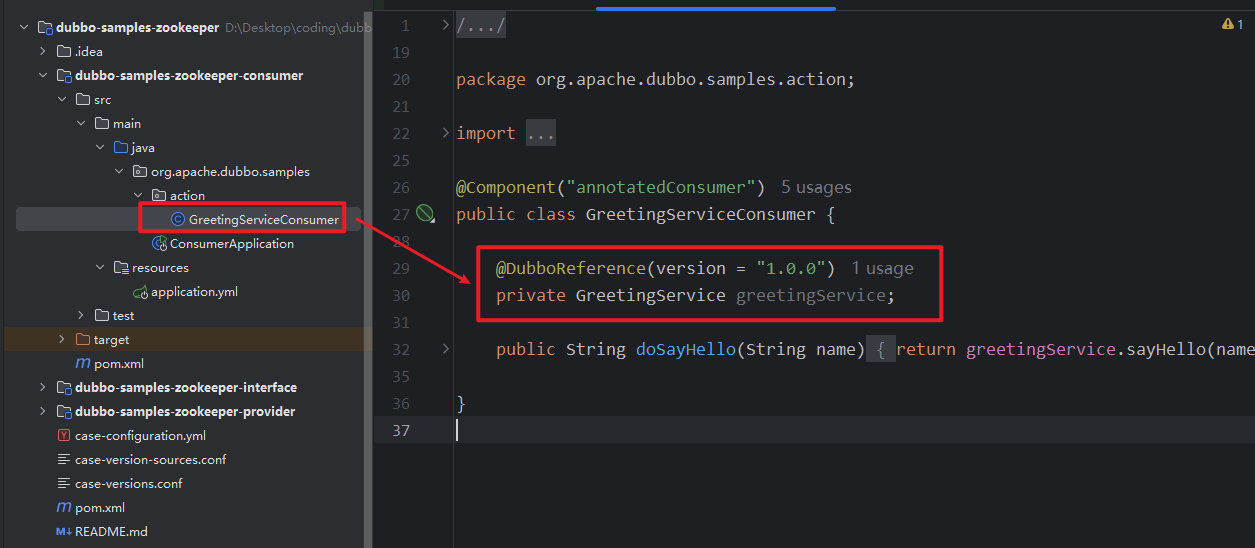 dubbo-samples-zookeeper D:\Desktop\coding\dubb
.idea
dubbo-samples-zookeeper-consumer
src
main
java
org.apache.dubbo.samples
action
GreetingServiceConsumer
ConsumerApplication
resources
application.yml
test
target
pom.xml
dubbo-samples-zookeeper-interface
dubbo-samples-zookeeper-provider
case-configuration.yml
case-version-sources.conf
case-versions.conf
pom.xml
README.md
1 /.../ 1
19
20 package org.apache.dubbo.samples.action;
21
22 import ...
25
26 @Component("annotatedConsumer") 5 usages
27 public class GreetingServiceConsumer {
28
29 @DubboReference(version = "1.0.0") 1 usage
30 private GreetingService greetingService;
31
32 public String doSayHello(String name) { return greetingService.sayHello(name
35
36 }
37